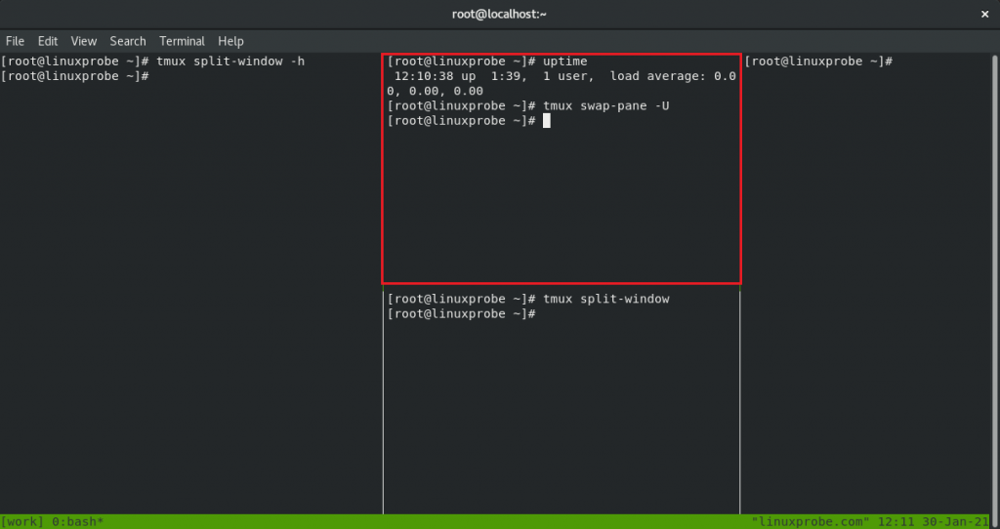 root@localhost:~ ×
File Edit View Search Terminal Help
[root@linuxprobe ~]# tmux split-window -h
[root@linuxprobe ~]#
[root@linuxprobe ~]# uptime
 12:10:38 up  1:39,  1 user,  load average: 0.0
0, 0.00, 0.00
[root@linuxprobe ~]# tmux swap-pane -U
[root@linuxprobe ~]#
[root@linuxprobe ~]# tmux split-window
[root@linuxprobe ~]#
[root@linuxprobe ~]#
[work] 0:bash* "linuxprobe.com" 12:11 30-Jan-21